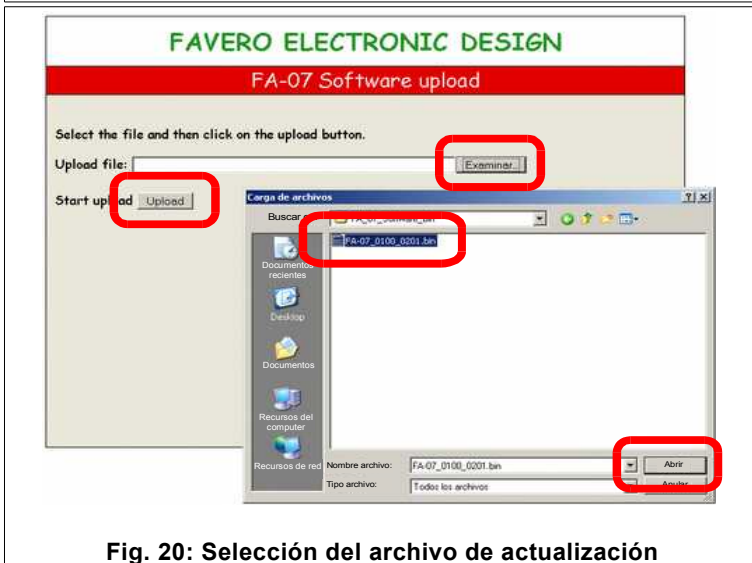 FAVERO ELECTRONIC DESIGN
FA-07 Software upload
Select the file and then click on the upload button.
Upload file:
Examinar...
Start upload Upload
Carga de archivos
Buscar
FA-07_0100_0201.bin
Documentos
recientes
Desktop
Documentos
Recursos del
computer
Recursos de red
Nombre archivo: FA-07_0100_0201.bin
Abrir
Tipo archivo: Todos los archivos
Anular
Fig. 20: Selección del archivo de actualización